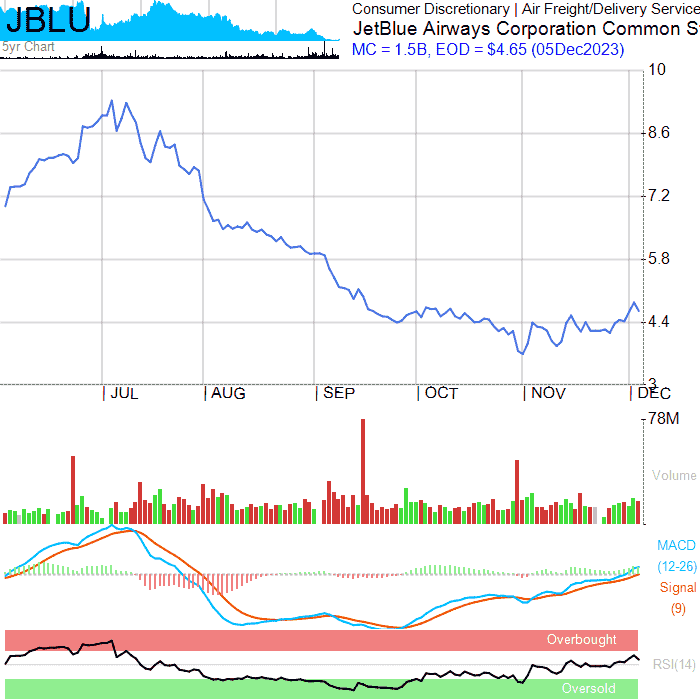 JBLU
5yr Chart
Consumer Discretionary | Air Freight/Delivery Service
JetBlue Airways Corporation Common S
MC = 1.5B, EOD = $4.65 (05Dec2023)
10
8.6
7.2
5.8
4.4
3
| JUL | AUG | SEP | OCT | NOV | DEC
78M
Volume
MACD
(12-26)
Signal
(9)
Overbought
RSI(14)
Oversold